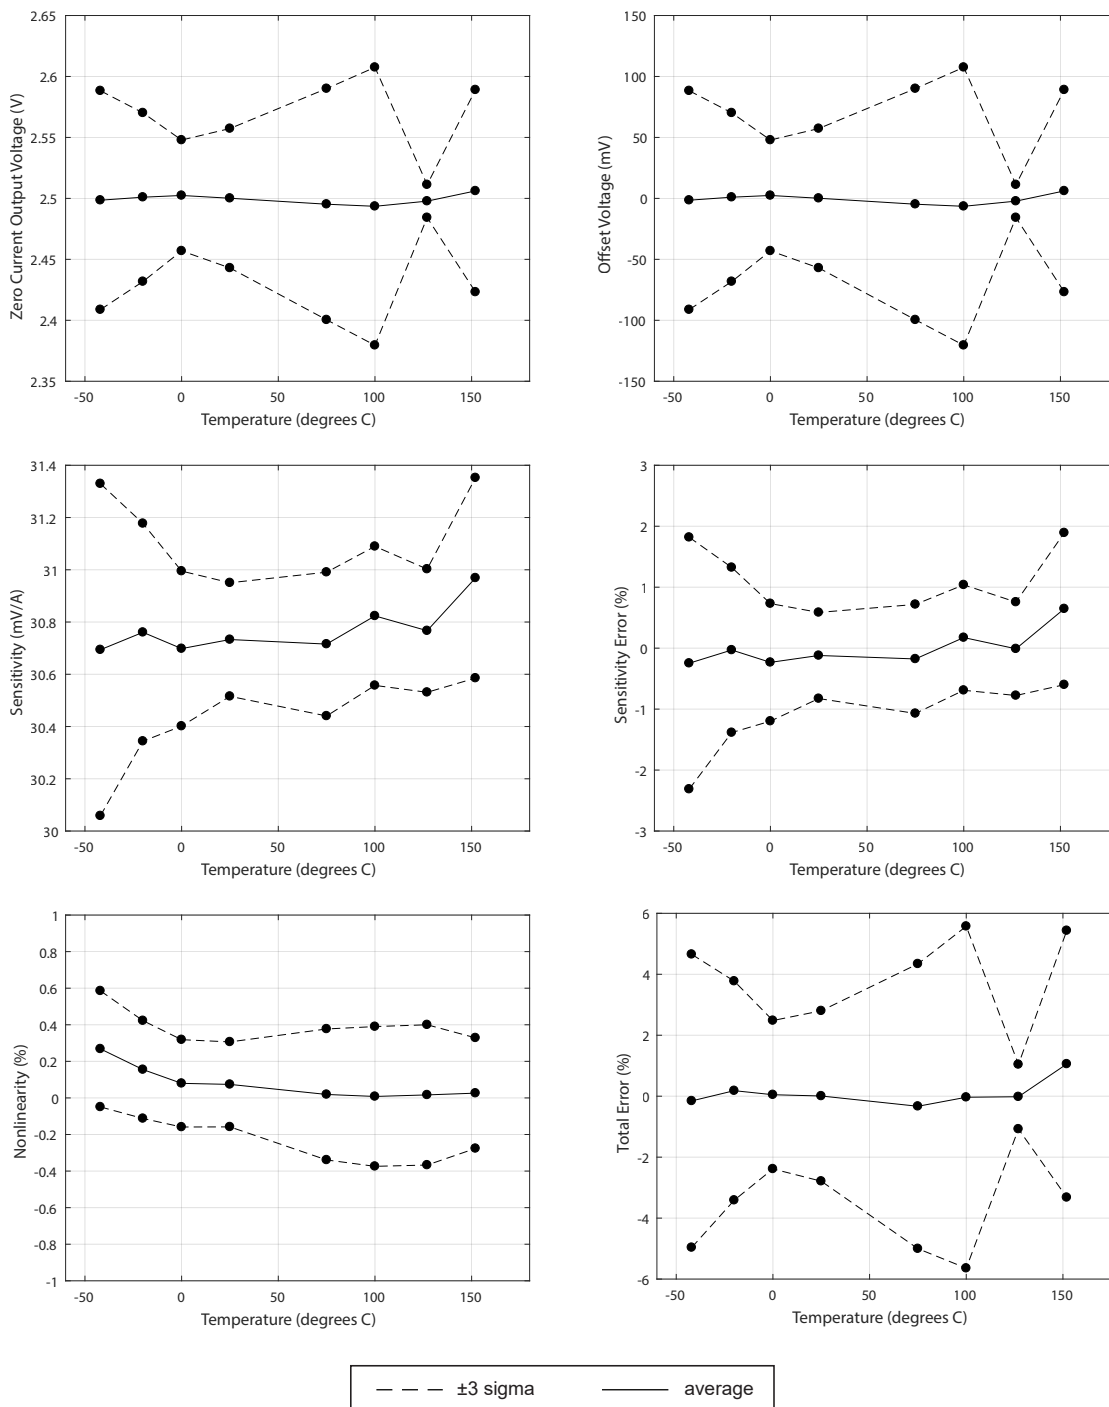 2.65
2.6
2.55
2.5
2.45
2.4
2.35
Zero Current Output Voltage (V)
-50 0 50 100 150
Temperature (degrees C)
150
100
50
0
-50
-100
-150
Offset Voltage (mV)
-50 0 50 100 150
Temperature (degrees C)
31.4
31.2
31
30.8
30.6
30.4
30.2
30
Sensitivity (mV/A)
-50 0 50 100 150
Temperature (degrees C)
3
2
1
0
-1
-2
-3
Sensitivity Error (%)
-50 0 50 100 150
Temperature (degrees C)
1
0.8
0.6
0.4
0.2
0
-0.2
-0.4
-0.6
-0.8
-1
Nonlinearity (%)
-50 0 50 100 150
Temperature (degrees C)
6
4
2
0
-2
-4
-6
Total Error (%)
-50 0 50 100 150
Temperature (degrees C)
±3 sigma average